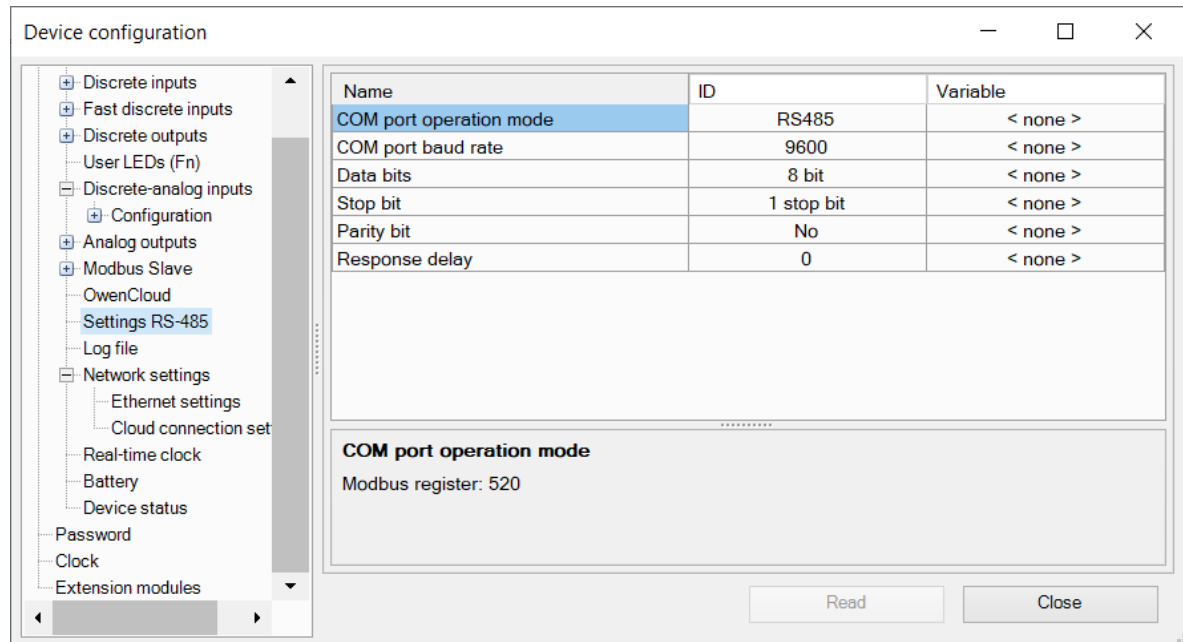 Device configuration
Discrete inputs
Fast discrete inputs
Discrete outputs
User LEDs (Fn)
Discrete-analog inputs
Configuration
Analog outputs
Modbus Slave
OwenCloud
Settings RS-485
Log file
Network settings
Ethernet settings
Cloud connection set
Real-time clock
Battery
Device status
Password
Clock
Extension modules
Name ID Variable
COM port operation mode RS485 < none >
COM port baud rate 9600 < none >
Data bits 8 bit < none >
Stop bit 1 stop bit < none >
Parity bit No < none >
Response delay 0 < none >
COM port operation mode
Modbus register: 520
Read Close